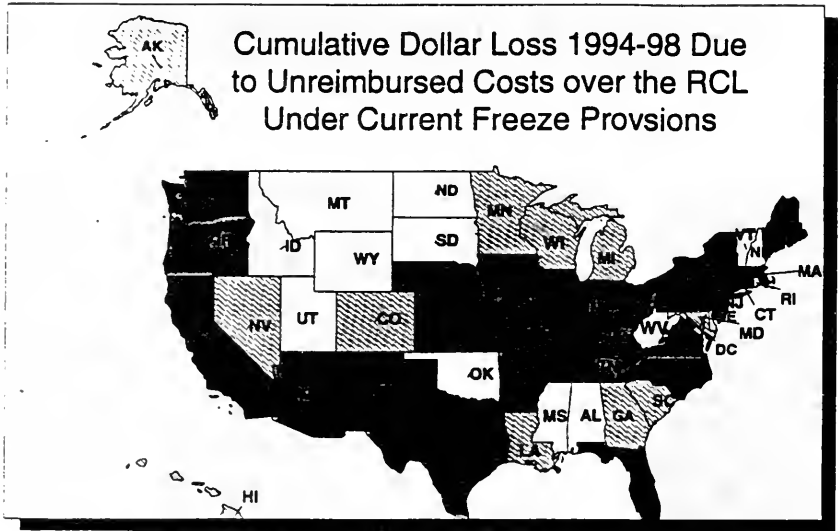 AK
Cumulative Dollar Loss 1994-98 Due
to Unreimbursed Costs over the RCL
Under Current Freeze Provsions
MT
ND
MN
ID
WY
SD
WI
MI
VT
MA
RI
CT
MD
DC
NV
UT
CO
WV
OK
MS
AL
GA
SC
LA
HI